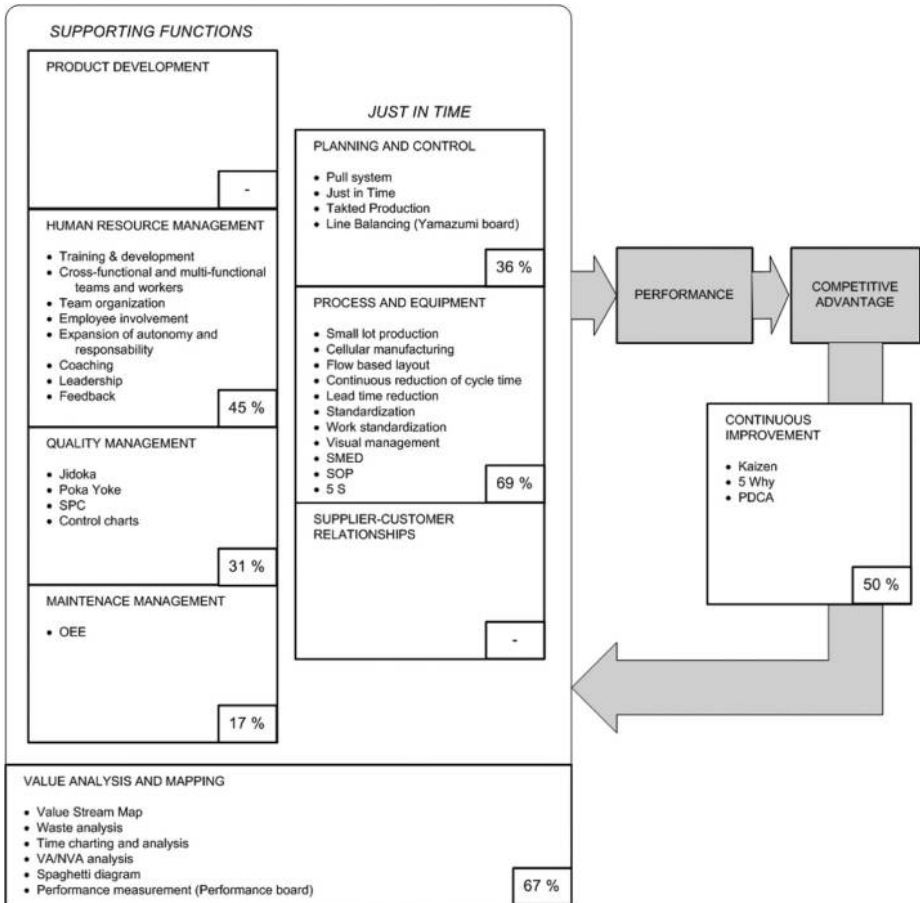 SUPPORTING FUNCTIONS
PRODUCT DEVELOPMENT
-
HUMAN RESOURCE MANAGEMENT
• Training & development
• Cross-functional and multi-functional
teams and workers
• Team organization
• Employee involvement
• Expansion of autonomy and
responsability
• Coaching
• Leadership
• Feedback
45 %
QUALITY MANAGEMENT
• Jidoka
• Poka Yoke
• SPC
• Control charts
31 %
MAINTENACE MANAGEMENT
• OEE
17 %
JUST IN TIME
PLANNING AND CONTROL
• Pull system
• Just in Time
• Takted Production
• Line Balancing (Yamazumi board)
36 %
PROCESS AND EQUIPMENT
• Small lot production
• Cellular manufacturing
• Flow based layout
• Continuous reduction of cycle time
• Lead time reduction
• Standardization
• Work standardization
• Visual management
• SMED
• SOP
• 5 S
69 %
SUPPLIER-CUSTOMER
RELATIONSHIPS
-
VALUE ANALYSIS AND MAPPING
• Value Stream Map
• Waste analysis
• Time charting and analysis
• VA/NVA analysis
• Spaghetti diagram
• Performance measurement (Performance board)
67 %
PERFORMANCE
COMPETITIVE
ADVANTAGE
CONTINUOUS
IMPROVEMENT
• Kaizen
• 5 Why
• PDCA
50 %